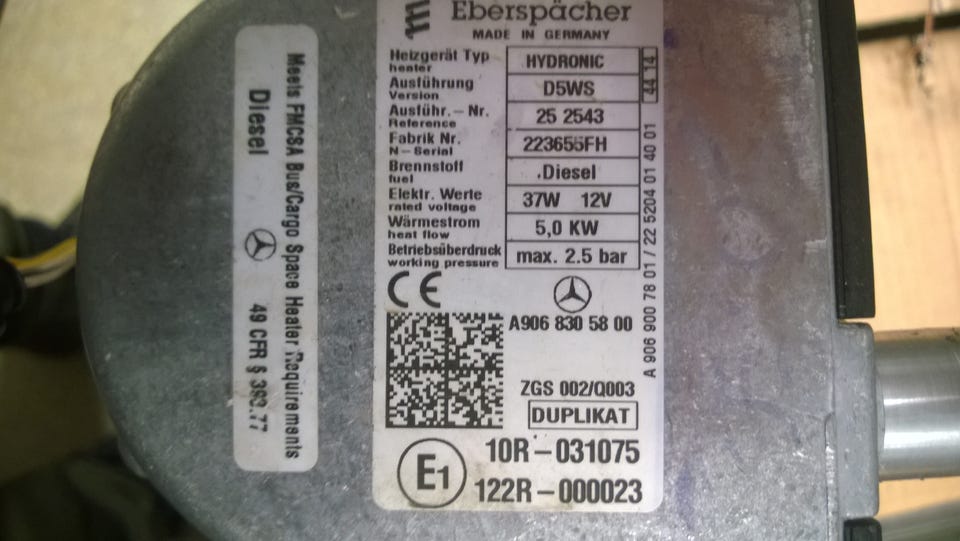 Eberspächer
MADE IN GERMANY
Heizgerät Typ
heater
HYDRONIC
Ausführung
Version
D5WS
Ausführ.- Nr.
Reference
25 2543
Fabrik Nr.
N-Serial
223655FH
Brennstoff
fuel
.Diesel
Elektr. Werte
rated voltage
37W 12V
Wärmestrom
heat flow
5,0 KW
Betriebsüberdruck
working pressure
max. 2.5 bar
44 14
A 906 900 78 01 / 22 5204 01 40 01
CE
A906 830 58 00
ZGS 002/Q003
DUPLIKAT
E1
10R-031075
122R-000023
Meets FMCSA Bus/Cargo Space Heater Requirements
Diesel
49 CFR § 393.77